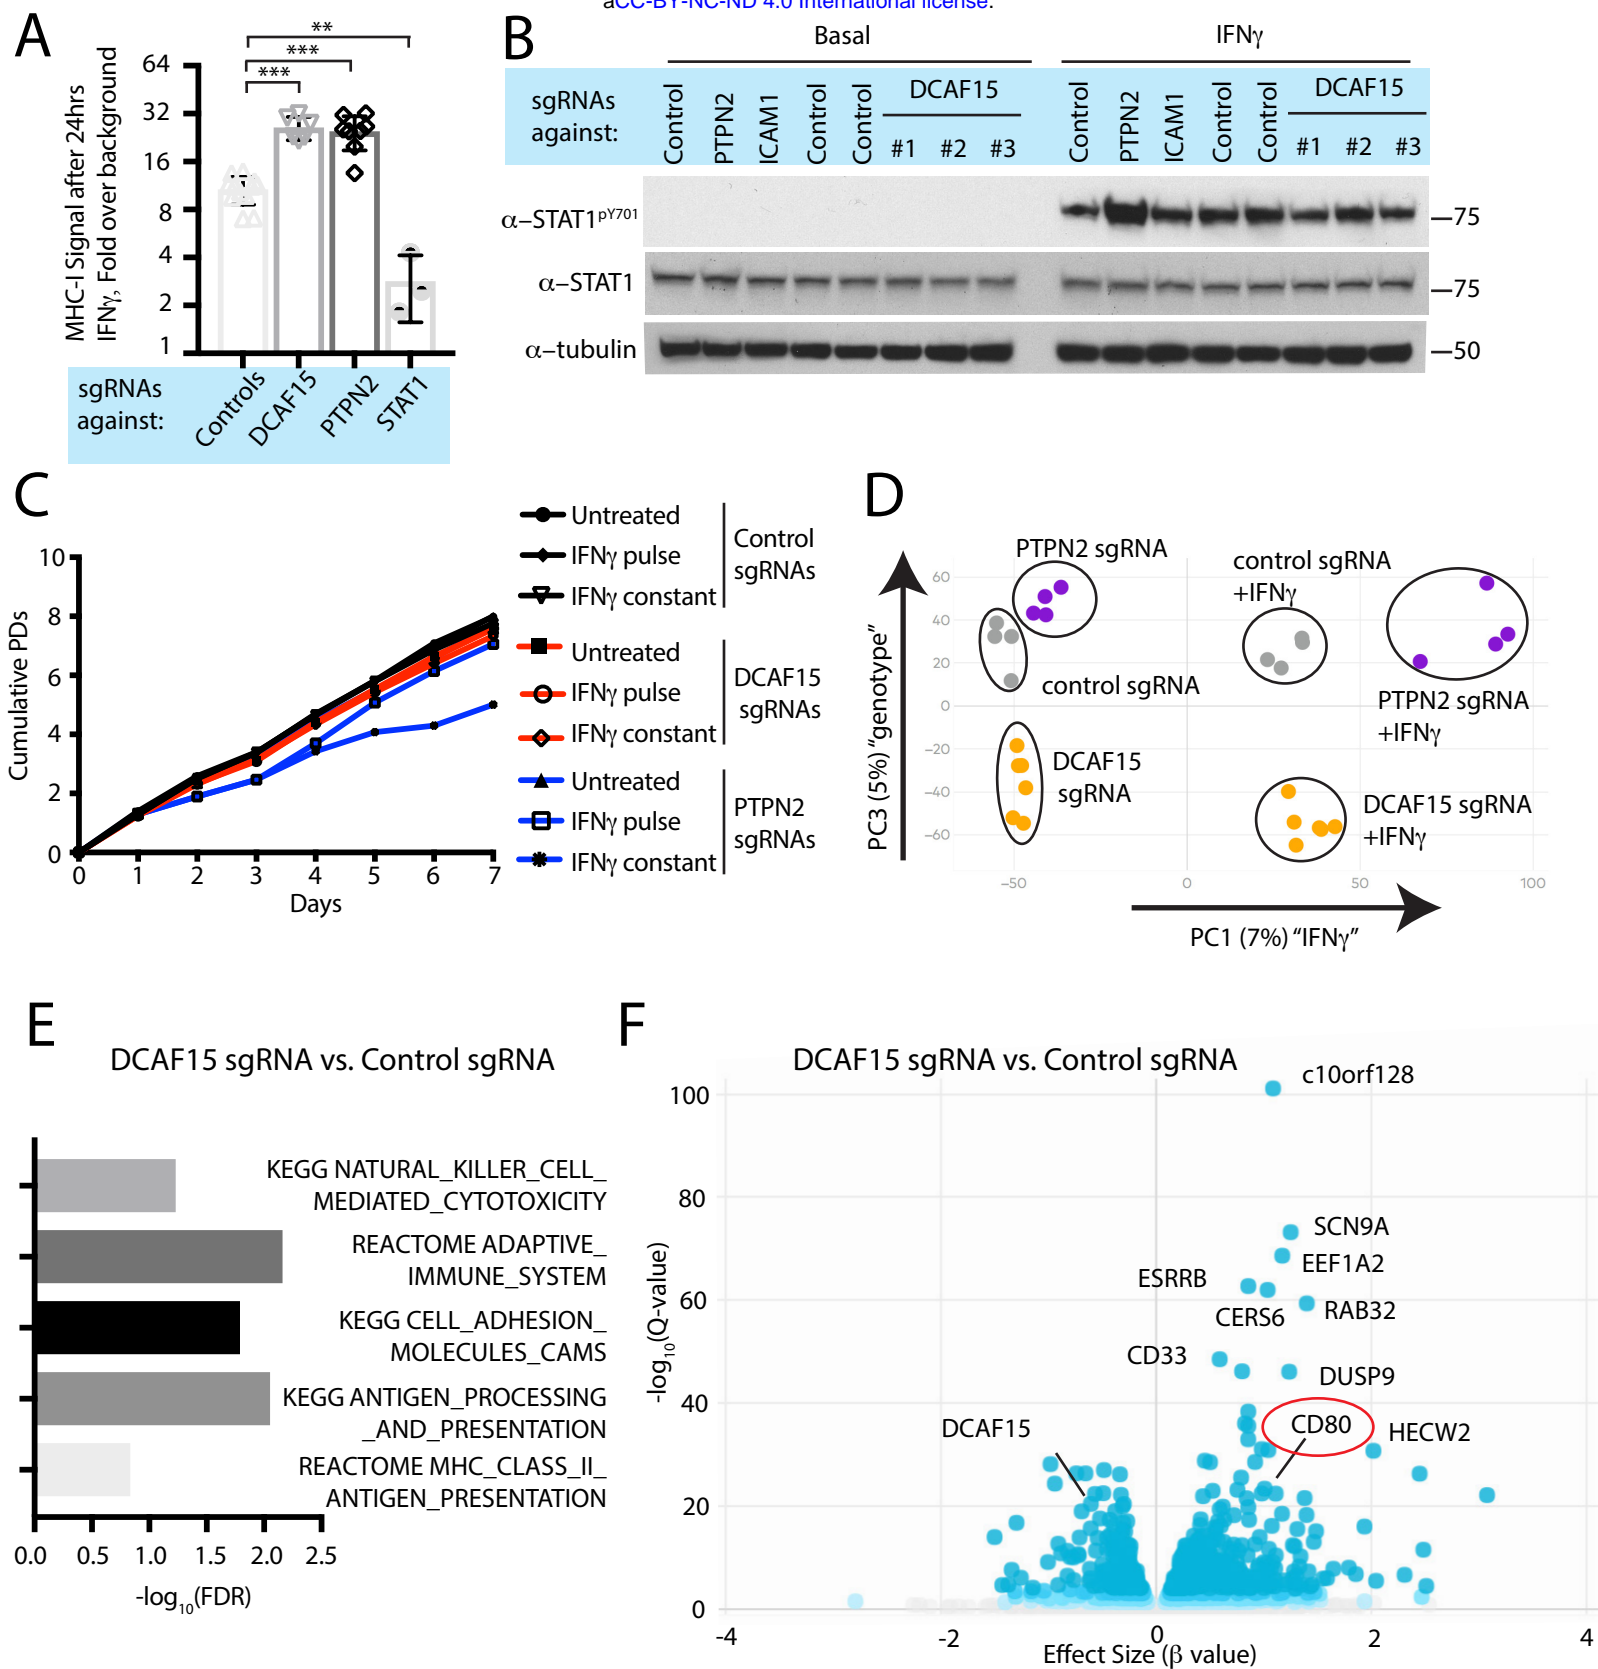 aCC-BY-NC-ND 4.0 International license.
A
MHC-I Signal after 24hrs
IFNγ, Fold over background
64
32
16
8
4
2
1
**
***
***
sgRNAs
against:
Controls
DCAF15
PTPN2
STAT1
B
Basal
IFNγ
sgRNAs
against:
Control
PTPN2
ICAM1
Control
Control
DCAF15
#1
#2
#3
Control
PTPN2
ICAM1
Control
Control
DCAF15
#1
#2
#3
α–STAT1pY701
–75
α–STAT1
–75
α–tubulin
–50
C
Cumulative PDs
10
8
6
4
2
0
0
1
2
3
4
5
6
7
Days
Untreated
IFNγ pulse
IFNγ constant
Control
sgRNAs
Untreated
IFNγ pulse
IFNγ constant
DCAF15
sgRNAs
Untreated
IFNγ pulse
IFNγ constant
PTPN2
sgRNAs
D
PC3 (5%) “genotype”
60
40
20
0
−20
−40
−60
PTPN2 sgRNA
control sgRNA
+IFNγ
control sgRNA
PTPN2 sgRNA
+IFNγ
DCAF15
sgRNA
DCAF15 sgRNA
+IFNγ
−50
0
50
100
PC1 (7%) “IFNγ”
E
DCAF15 sgRNA vs. Control sgRNA
KEGG NATURAL_KILLER_CELL_
MEDIATED_CYTOTOXICITY
REACTOME ADAPTIVE_
IMMUNE_SYSTEM
KEGG CELL_ADHESION_
MOLECULES_CAMS
KEGG ANTIGEN_PROCESSING
_AND_PRESENTATION
REACTOME MHC_CLASS_II_
ANTIGEN_PRESENTATION
0.0
0.5
1.0
1.5
2.0
2.5
-log10(FDR)
F
DCAF15 sgRNA vs. Control sgRNA
-log10(Q-value)
100
80
60
40
20
0
c10orf128
SCN9A
EEF1A2
ESRRB
CERS6
RAB32
CD33
DUSP9
CD80
HECW2
DCAF15
-4
-2
0
2
4
Effect Size (β value)